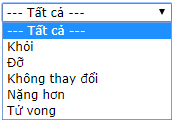 --- Tất cả ---
--- Tất cả ---
Khỏi
Đỡ
Không thay đổi
Nặng hơn
Tử vong